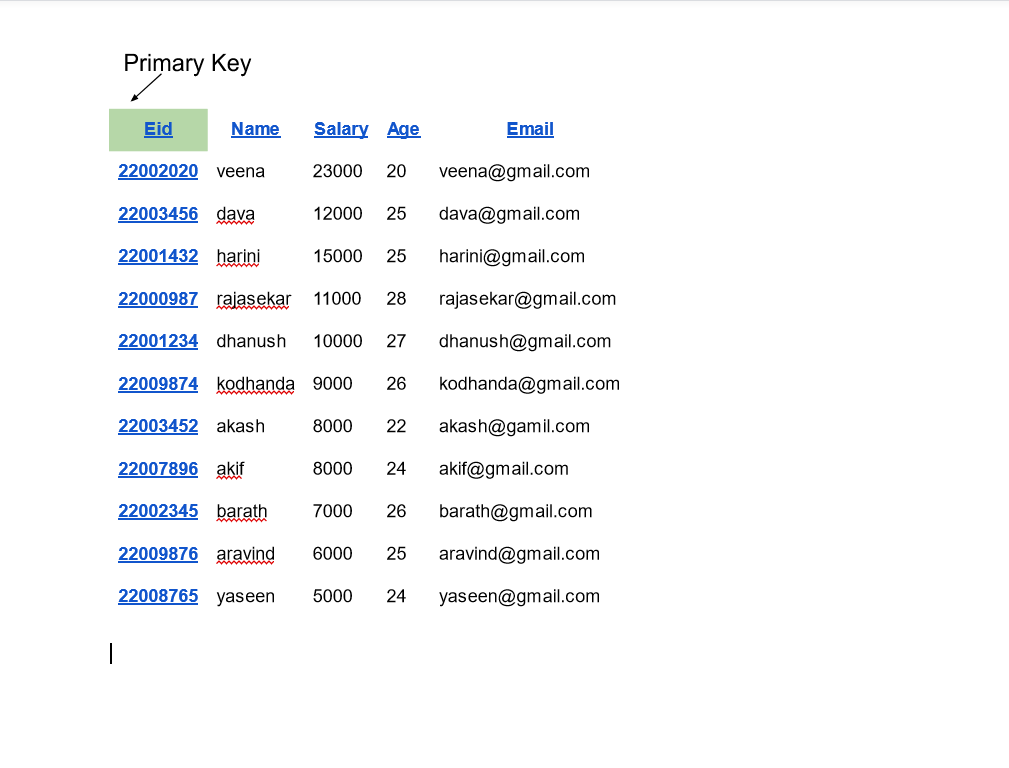 Primary Key
Eid Name Salary Age Email
22002020 veena 23000 20 veena@gmail.com
22003456 dava 12000 25 dava@gmail.com
22001432 harini 15000 25 harini@gmail.com
22000987 rajasekar 11000 28 rajasekar@gmail.com
22001234 dhanush 10000 27 dhanush@gmail.com
22009874 kodhanda 9000 26 kodhanda@gmail.com
22003452 akash 8000 22 akash@gamil.com
22007896 akif 8000 24 akif@gmail.com
22002345 barath 7000 26 barath@gmail.com
22009876 aravind 6000 25 aravind@gmail.com
22008765 yaseen 5000 24 yaseen@gmail.com